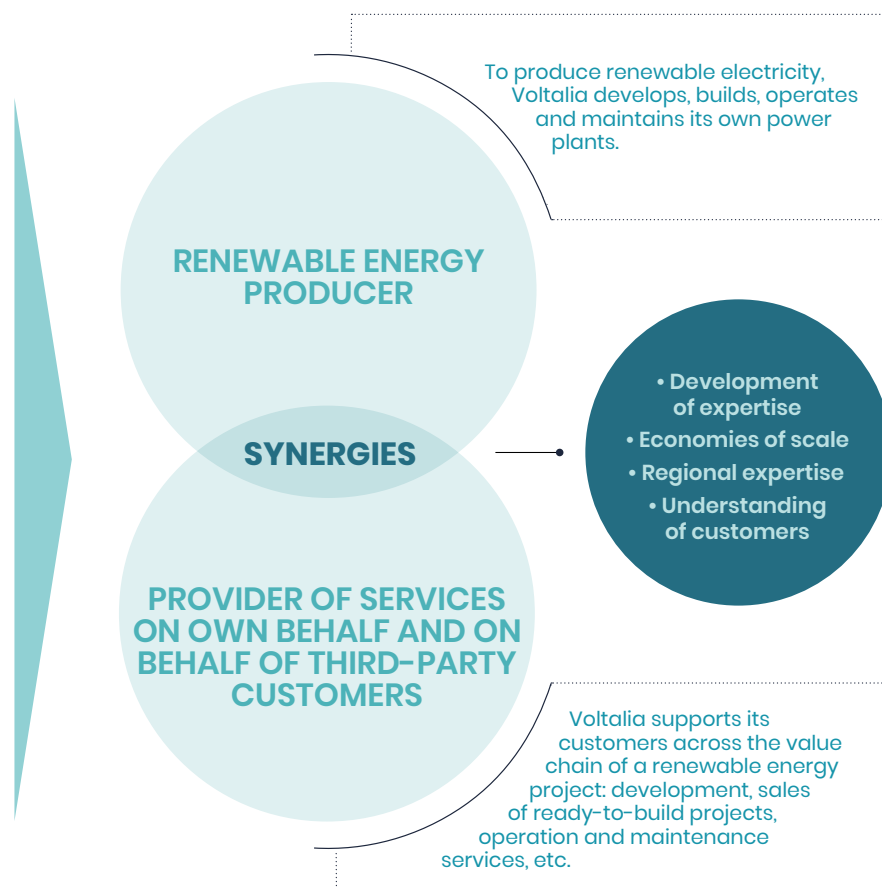 To produce renewable electricity,
Voltalia develops, builds, operates
and maintains its own power
plants.
RENEWABLE ENERGY
PRODUCER
SYNERGIES
• Development
of expertise
• Economies of scale
• Regional expertise
• Understanding
of customers
PROVIDER OF SERVICES
ON OWN BEHALF AND ON
BEHALF OF THIRD-PARTY
CUSTOMERS
Voltalia supports its
customers across the value
chain of a renewable energy
project: development, sales
of ready-to-build projects,
operation and maintenance
services, etc.